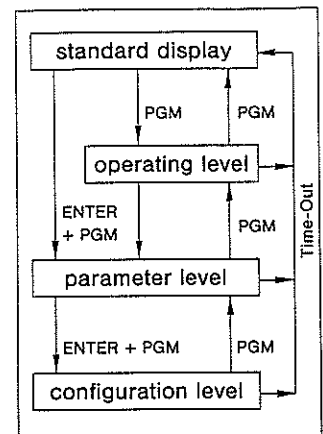 standard display
PGM PGM
operating level
ENTER
+ PGM
PGM
Time-Out
parameter level
ENTER + PGM PGM
configuration level